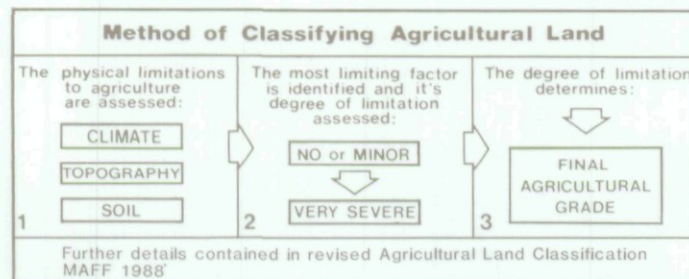 Method of Classifying Agricultural Land
The physical limitations
to agriculture
are assessed:
CLIMATE
TOPOGRAPHY
SOIL
1
The most limiting factor
is identified and it's
degree of limitation
assessed:
NO or MINOR
VERY SEVERE
2
The degree of limitation
determines:
FINAL
AGRICULTURAL
GRADE
3
Further details contained in revised Agricultural Land Classification
MAFF 1988'